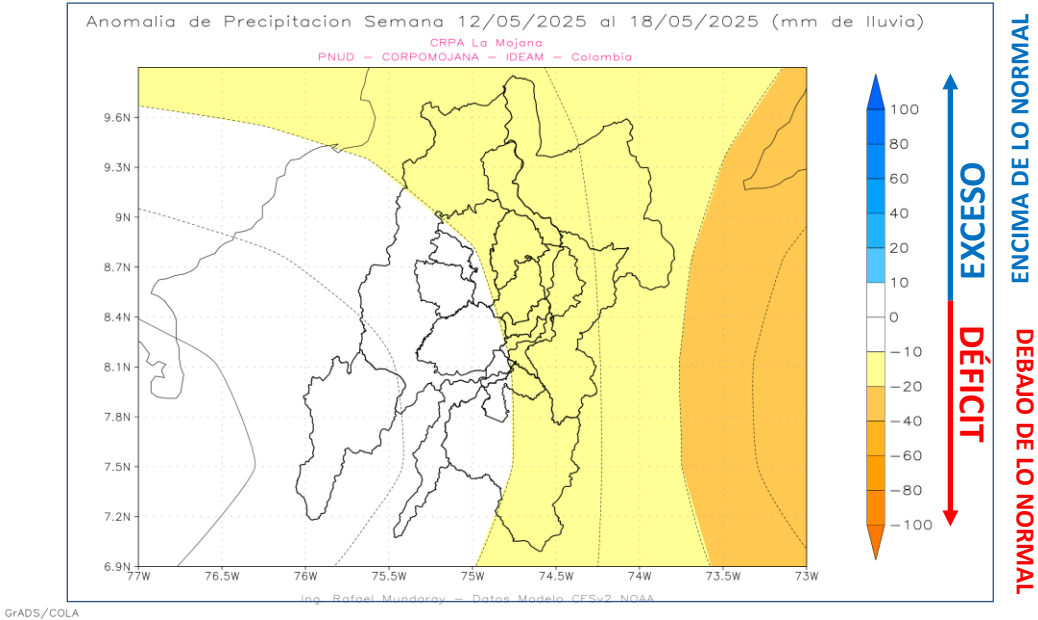 Anomalia de Precipitacion Semana 12/05/2025 al 18/05/2025 (mm de lluvia)
CRPA La Mojana
PNUD – CORPOMOJANA – IDEAM – Colombia
9.6N
9.3N
9N
8.7N
8.4N
8.1N
7.8N
7.5N
7.2N
6.9N
77W
76.5W
76W
75.5W
75W
74.5W
74W
73.5W
73W
Ing. Rafael Mundaray – Datos Modelo CFSv2 NOAA
100
80
60
40
20
10
0
−10
−20
−40
−60
−80
−100
EXCESO
DÉFICIT
ENCIMA DE LO NORMAL
DEBAJO DE LO NORMAL
GrADS/COLA